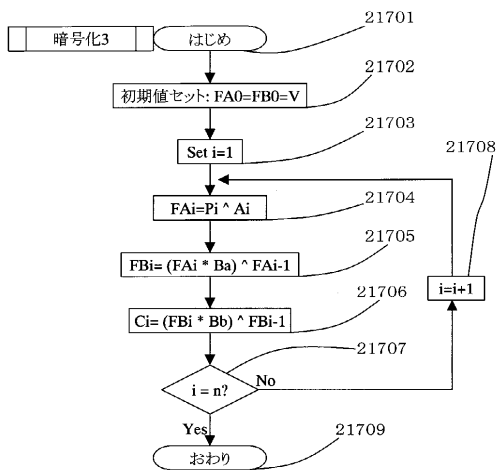 暗号化3
はじめ
21701
21702
初期値セット: FA0=FB0=V
21703
Set i=1
21708
21704
FAi=Pi ^ Ai
21705
FBi= (FAi * Ba) ^ FAi-1
i=i+1
21706
Ci= (FBi * Bb) ^ FBi-1
21707
i = n?
No
Yes
21709
おわり